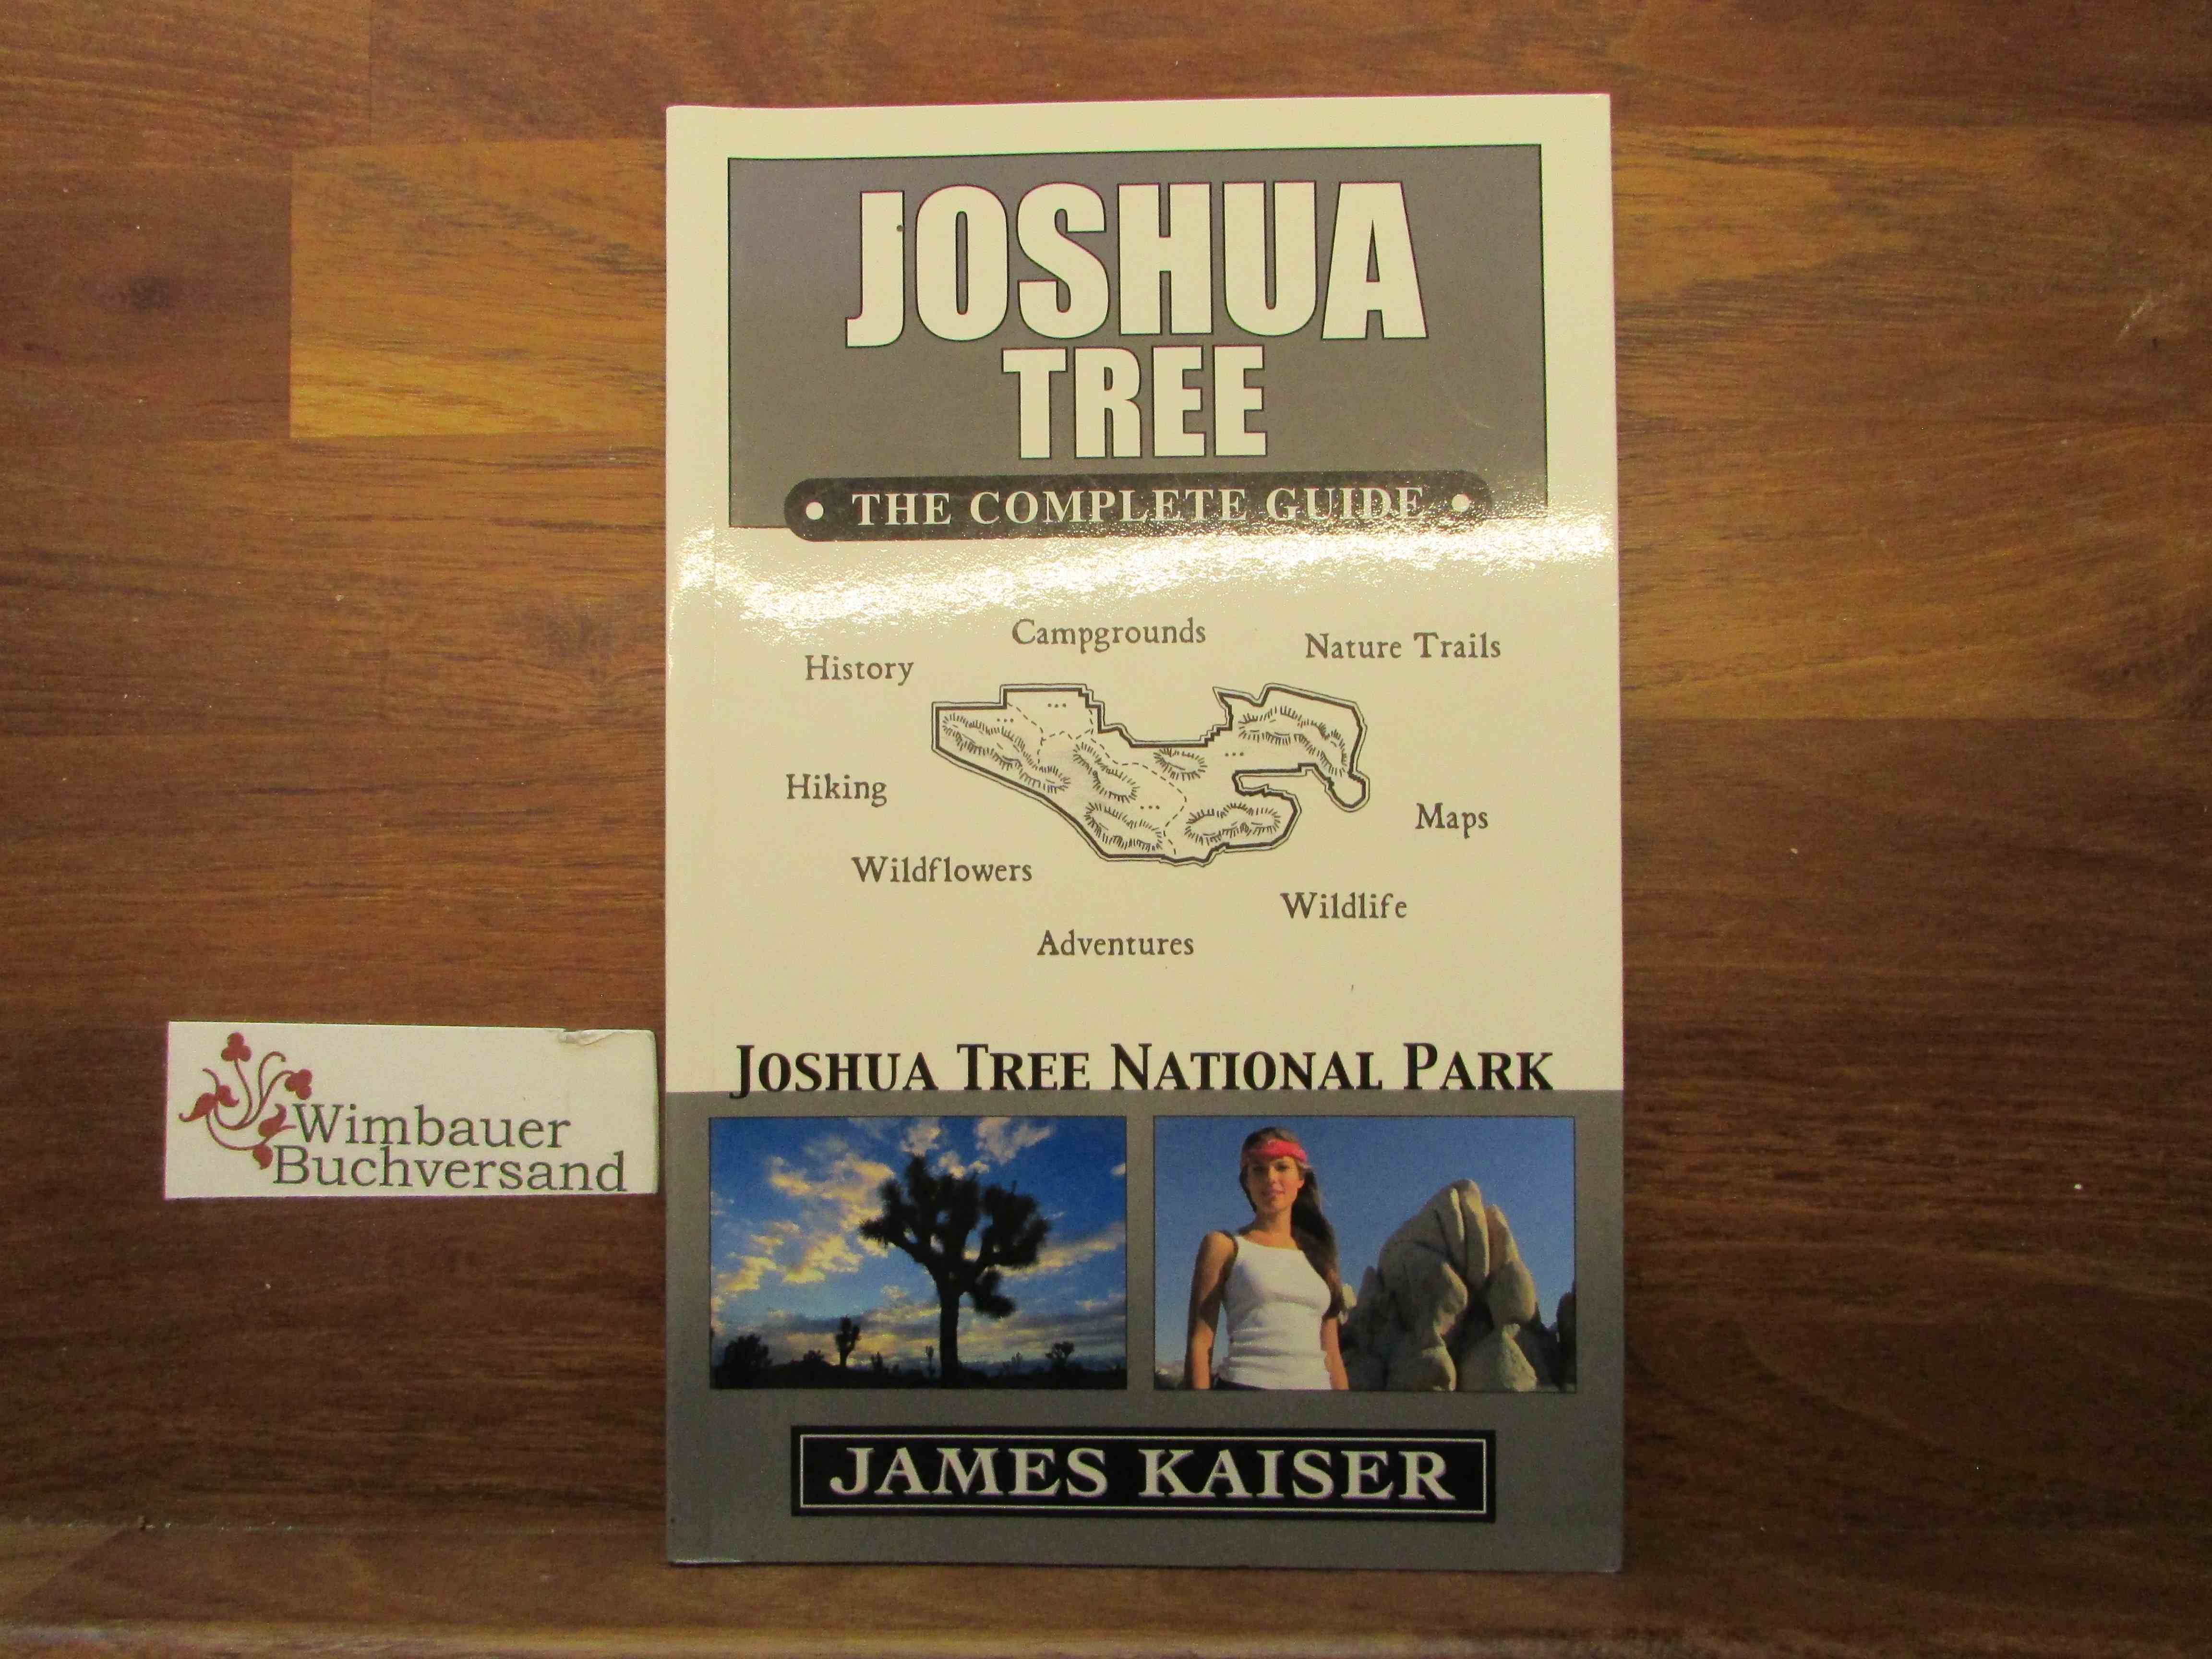 JOSHUA
TREE
• THE COMPLETE GUIDE •
Campgrounds
Nature Trails
History
Hiking
Maps
Wildflowers
Wildlife
Adventures
JOSHUA TREE NATIONAL PARK
Wimbauer
Buchversand
JAMES KAISER